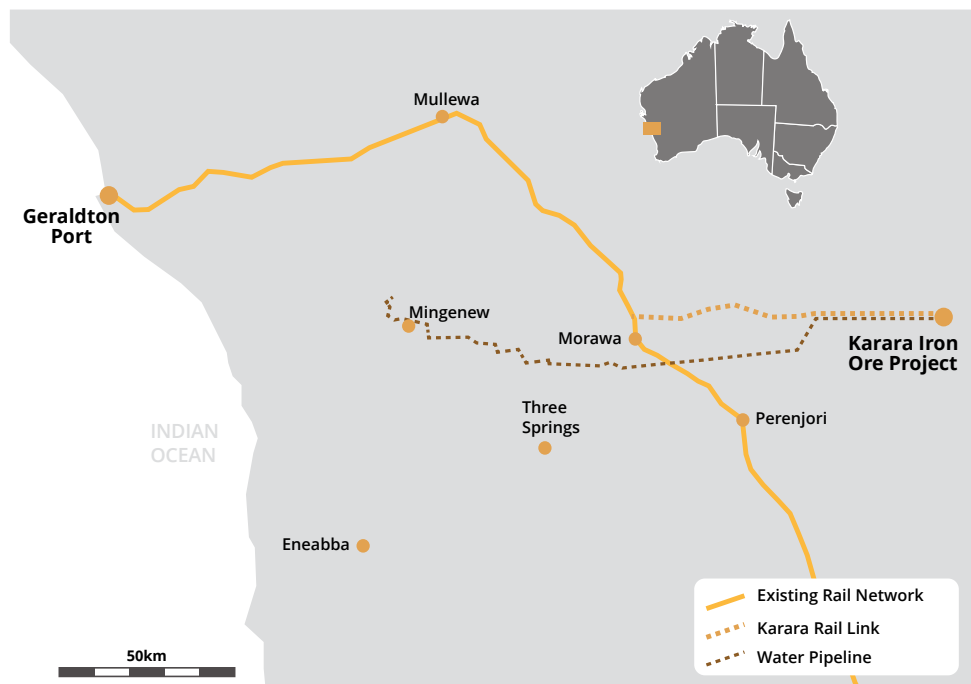 Mullewa
Geraldton
Port
Mingenew
Morawa
Karara Iron
Ore Project
Three
Springs
Perenjori
INDIAN
OCEAN
Eneabba
Existing Rail Network
Karara Rail Link
Water Pipeline
50km